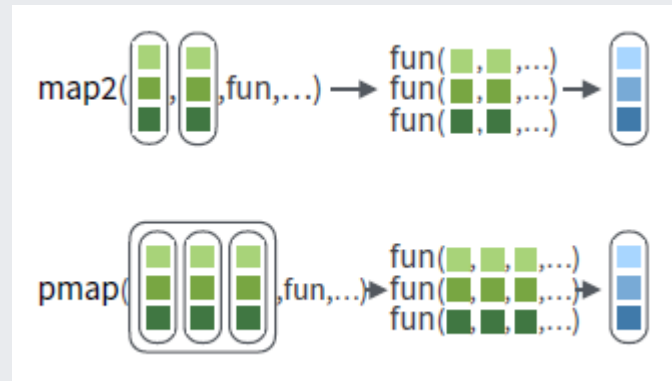 fun( , ,...)
map2( , ,fun,...) fun( , ,...)
fun( , ,...)
fun( , , ,...)
pmap( ,fun,...) fun( , , ,...)
fun( , , ,...)